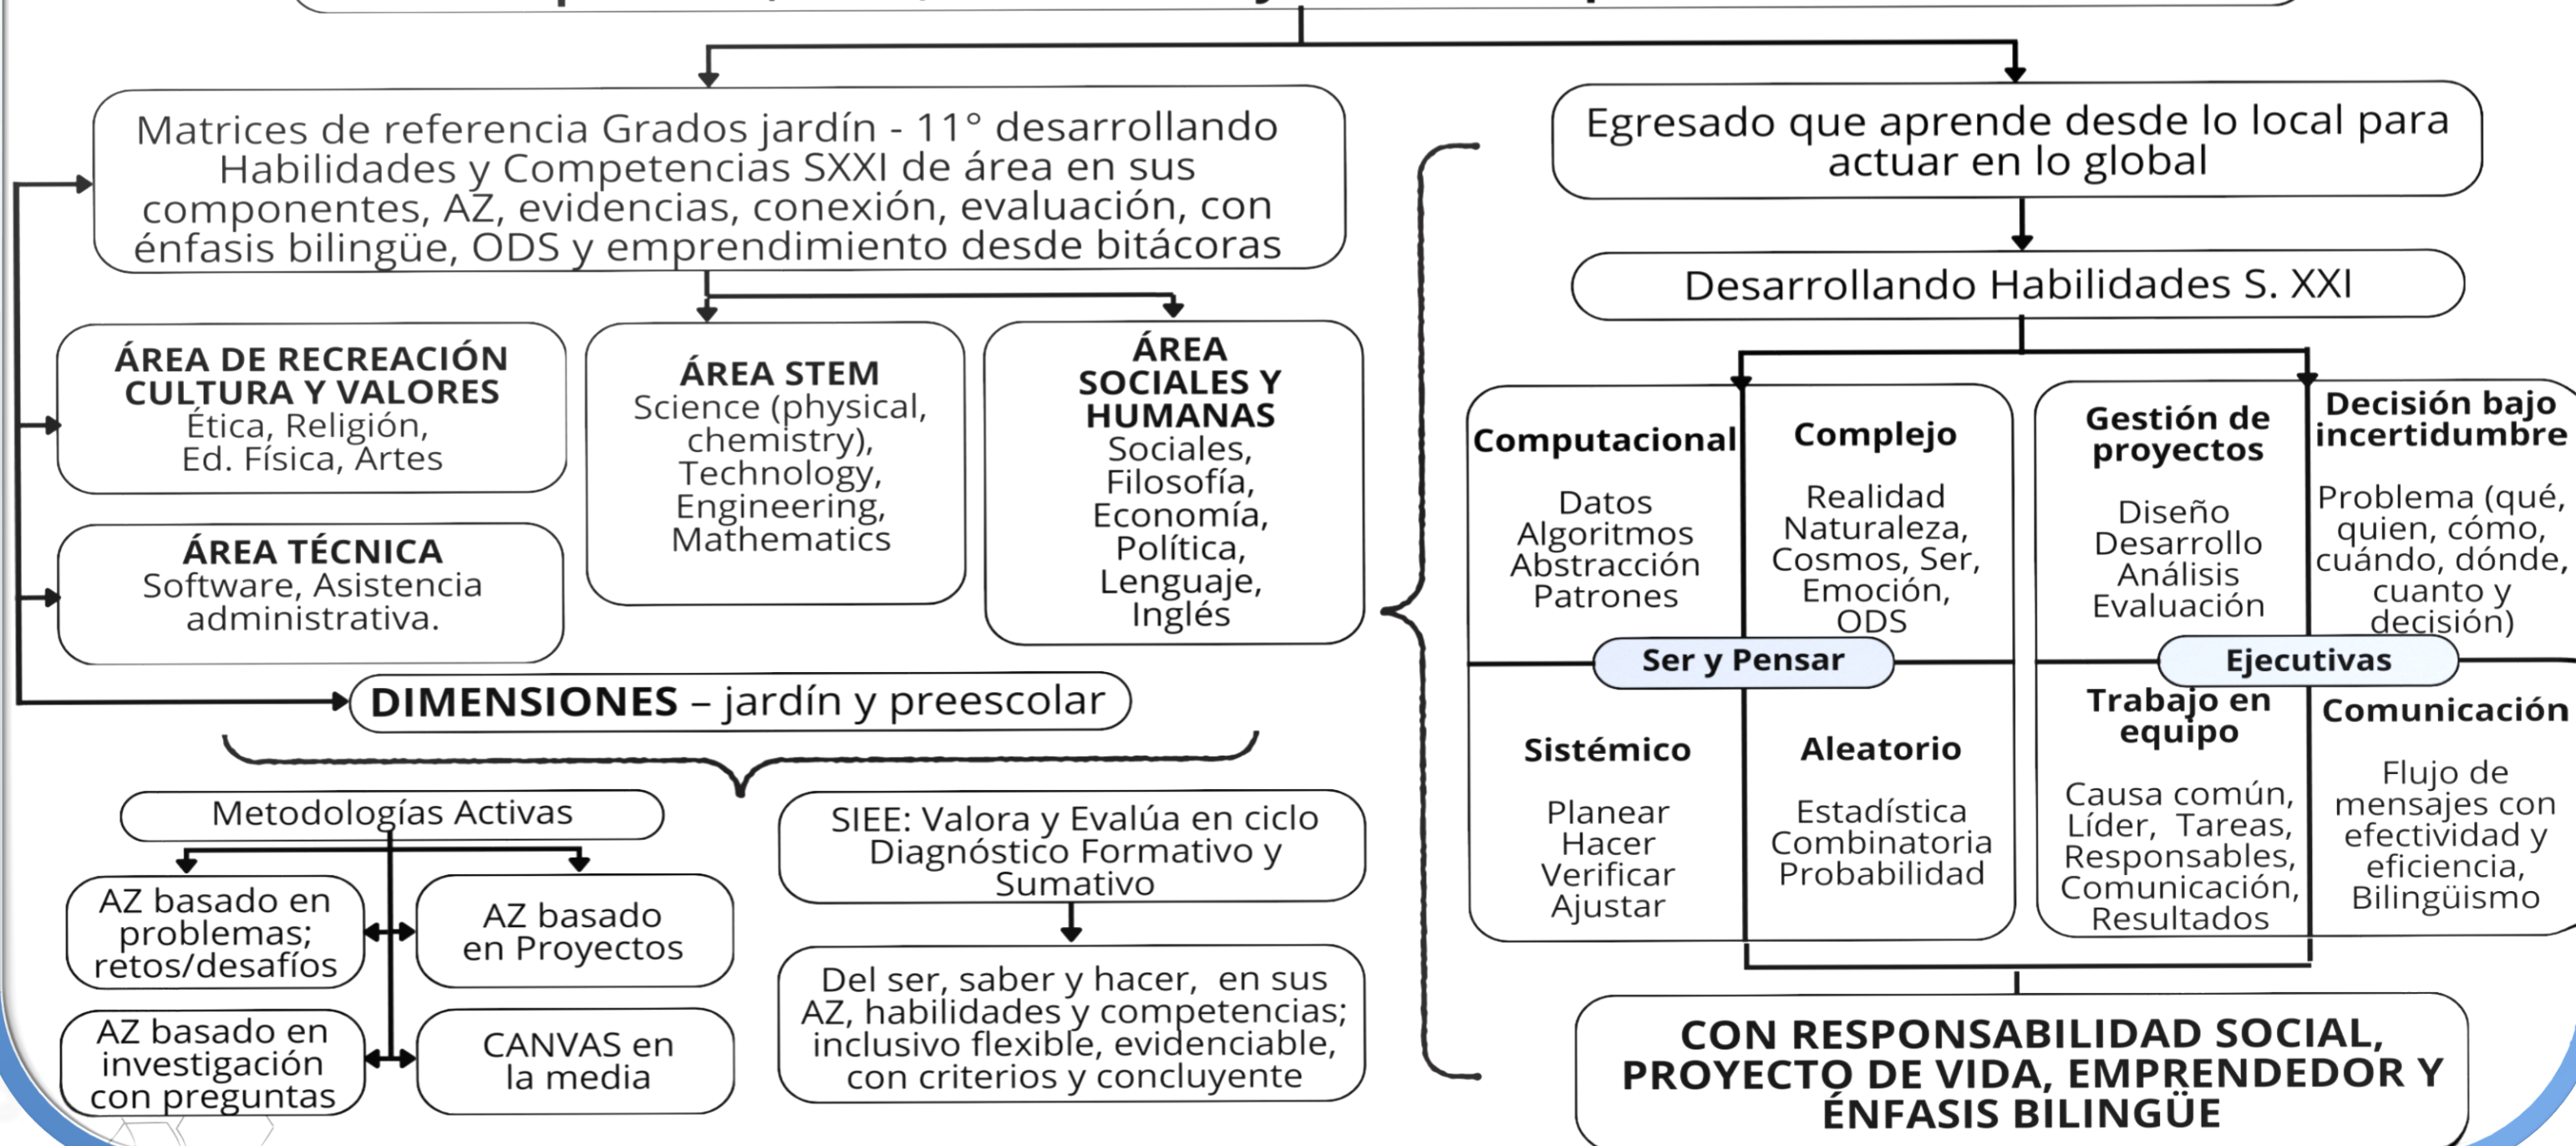 Matrices de referencia Grados jardín - 11° desarrollando
Habilidades y Competencias SXXI de área en sus
componentes, AZ, evidencias, conexión, evaluación, con
énfasis bilingüe, ODS y emprendimiento desde bitácoras
ÁREA DE RECREACIÓN
CULTURA Y VALORES
Ética, Religión,
Ed. Física, Artes
ÁREA TÉCNICA
Software, Asistencia
administrativa.
ÁREA STEM
Science (physical,
chemistry),
Technology,
Engineering,
Mathematics
ÁREA
SOCIALES Y
HUMANAS
Sociales,
Filosofía,
Economía,
Política,
Lenguaje,
Inglés
DIMENSIONES – jardín y preescolar
Metodologías Activas
AZ basado en
problemas;
retos/desafíos
AZ basado
en Proyectos
AZ basado en
investigación
con preguntas
CANVAS en
la media
SIEE: Valora y Evalúa en ciclo
Diagnóstico Formativo y
Sumativo
Del ser, saber y hacer, en sus
AZ, habilidades y competencias;
inclusivo flexible, evidenciable,
con criterios y concluyente
Egresado que aprende desde lo local para
actuar en lo global
Desarrollando Habilidades S. XXI
Computacional
Datos
Algoritmos
Abstracción
Patrones
Complejo
Realidad
Naturaleza,
Cosmos, Ser,
Emoción,
ODS
Ser y Pensar
Sistémico
Planear
Hacer
Verificar
Ajustar
Aleatorio
Estadística
Combinatoria
Probabilidad
Gestión de
proyectos
Diseño
Desarrollo
Análisis
Evaluación
Decisión bajo
incertidumbre
Problema (qué,
quien, cómo,
cuándo, dónde,
cuanto y
decisión)
Ejecutivas
Trabajo en
equipo
Causa común,
Líder, Tareas,
Responsables,
Comunicación,
Resultados
Comunicación
Flujo de
mensajes con
efectividad y
eficiencia,
Bilingüismo
CON RESPONSABILIDAD SOCIAL,
PROYECTO DE VIDA, EMPRENDEDOR Y
ÉNFASIS BILINGÜE